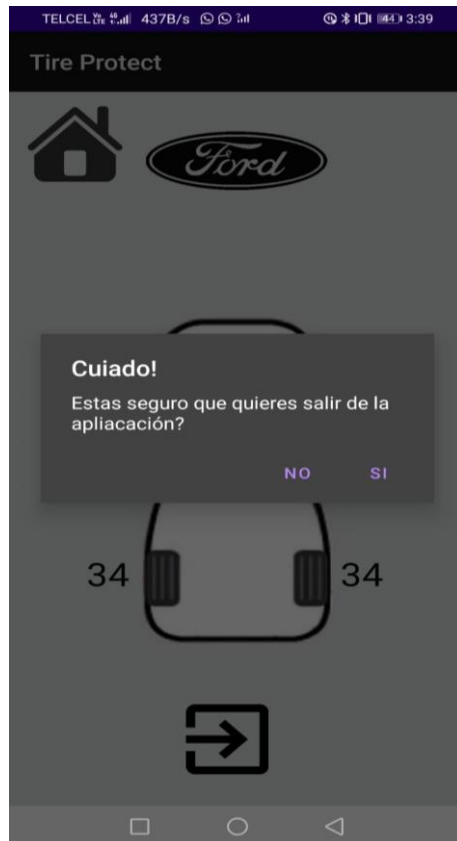 TELCEL 437B/s 44 3:39
Tire Protect
Ford
Cuiado!
Estas seguro que quieres salir de la
apliacación?
NO SI
34 34